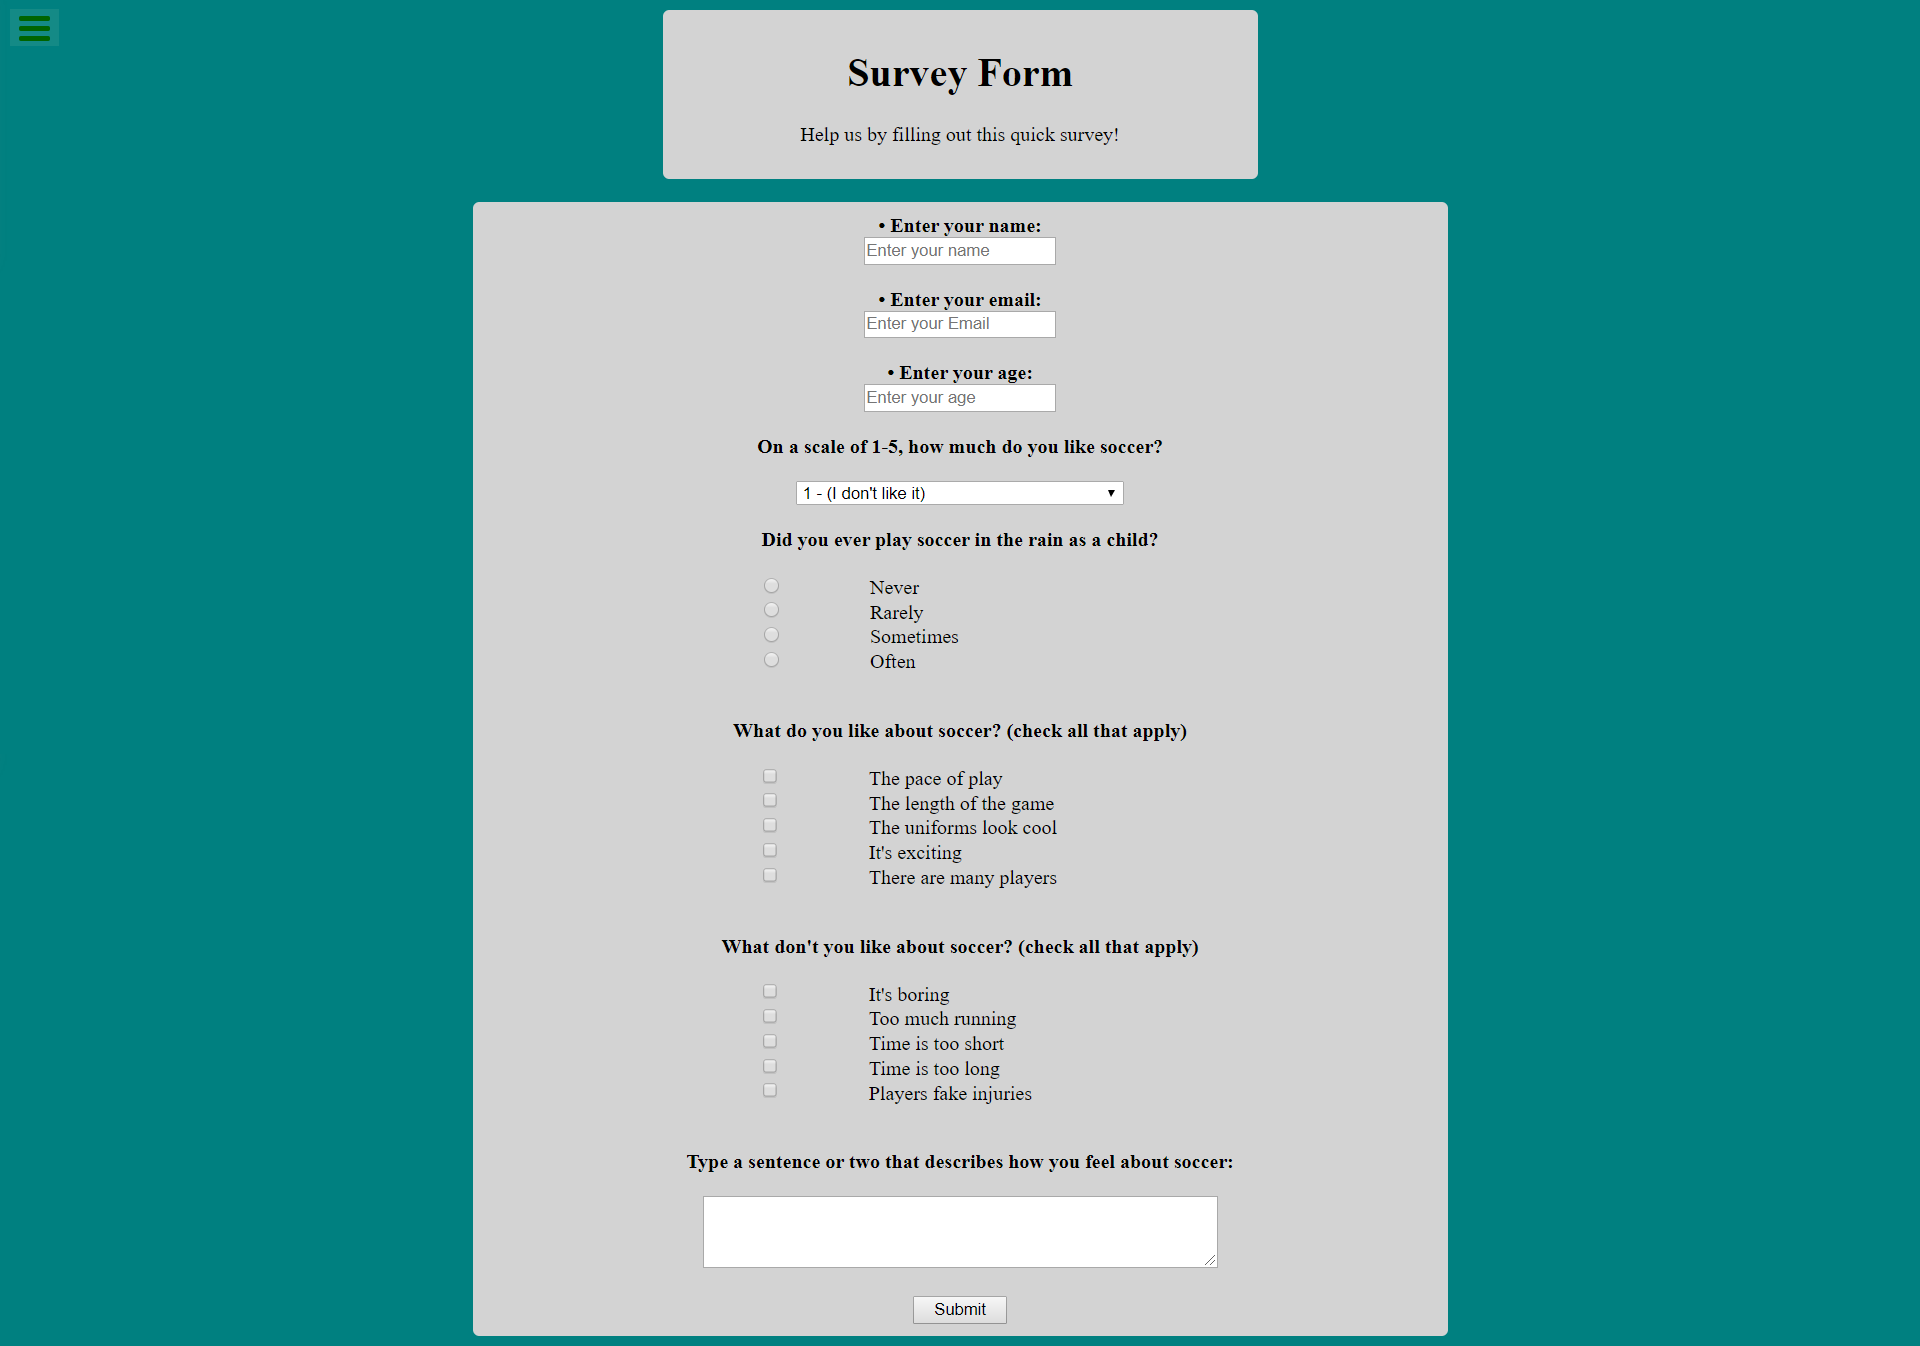 Survey Form
Help us by filling out this quick survey!
• Enter your name:
Enter your name
• Enter your email:
Enter your Email
• Enter your age:
Enter your age
On a scale of 1-5, how much do you like soccer?
1 - (I don't like it)
Did you ever play soccer in the rain as a child?
Never
Rarely
Sometimes
Often
What do you like about soccer? (check all that apply)
The pace of play
The length of the game
The uniforms look cool
It's exciting
There are many players
What don't you like about soccer? (check all that apply)
It's boring
Too much running
Time is too short
Time is too long
Players fake injuries
Type a sentence or two that describes how you feel about soccer:
Submit